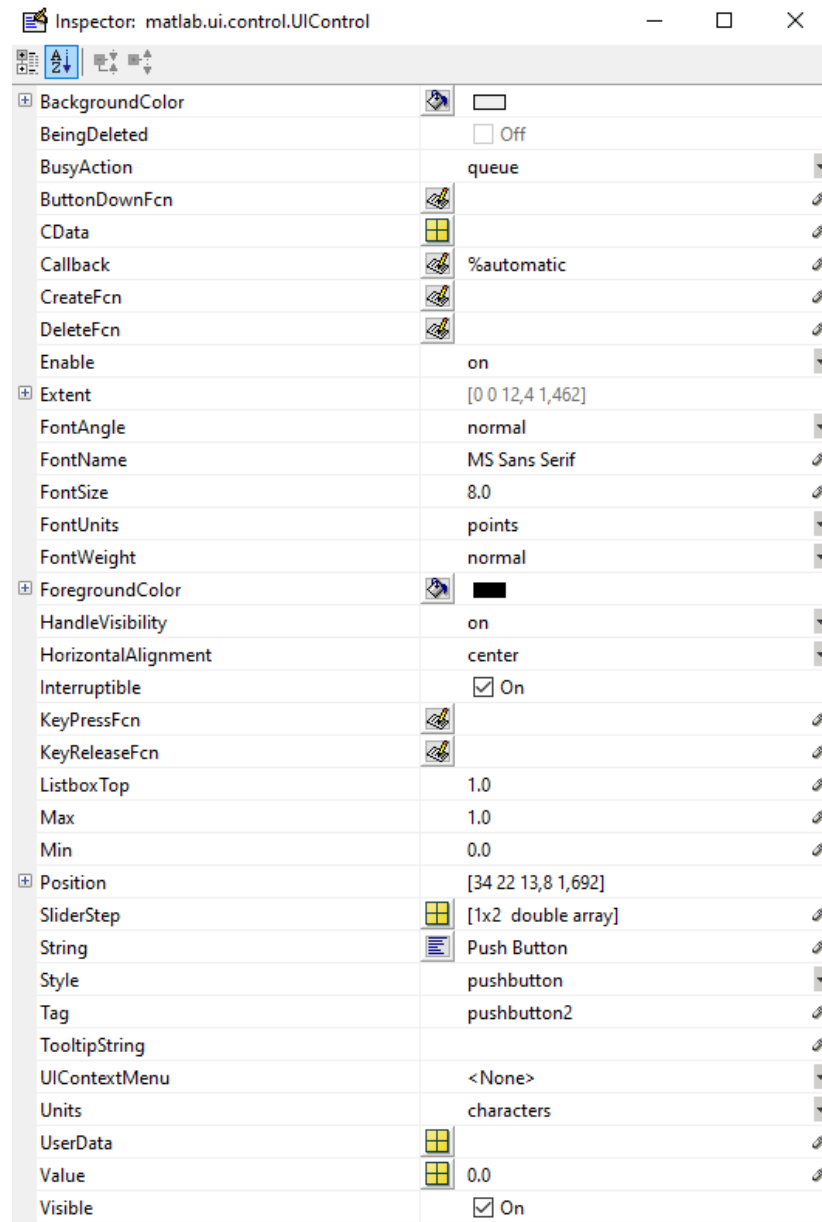 Inspector: matlab.ui.control.UIControl
BackgroundColor
BeingDeleted Off
BusyAction queue
ButtonDownFcn
CData
Callback %automatic
CreateFcn
DeleteFcn
Enable on
Extent [0 0 12,4 1,462]
FontAngle normal
FontName MS Sans Serif
FontSize 8.0
FontUnits points
FontWeight normal
ForegroundColor
HandleVisibility on
HorizontalAlignment center
Interruptible On
KeyPressFcn
KeyReleaseFcn
ListboxTop 1.0
Max 1.0
Min 0.0
Position [34 22 13,8 1,692]
SliderStep [1x2 double array]
String Push Button
Style pushbutton
Tag pushbutton2
TooltipString
UIContextMenu <None>
Units characters
UserData
Value 0.0
Visible On